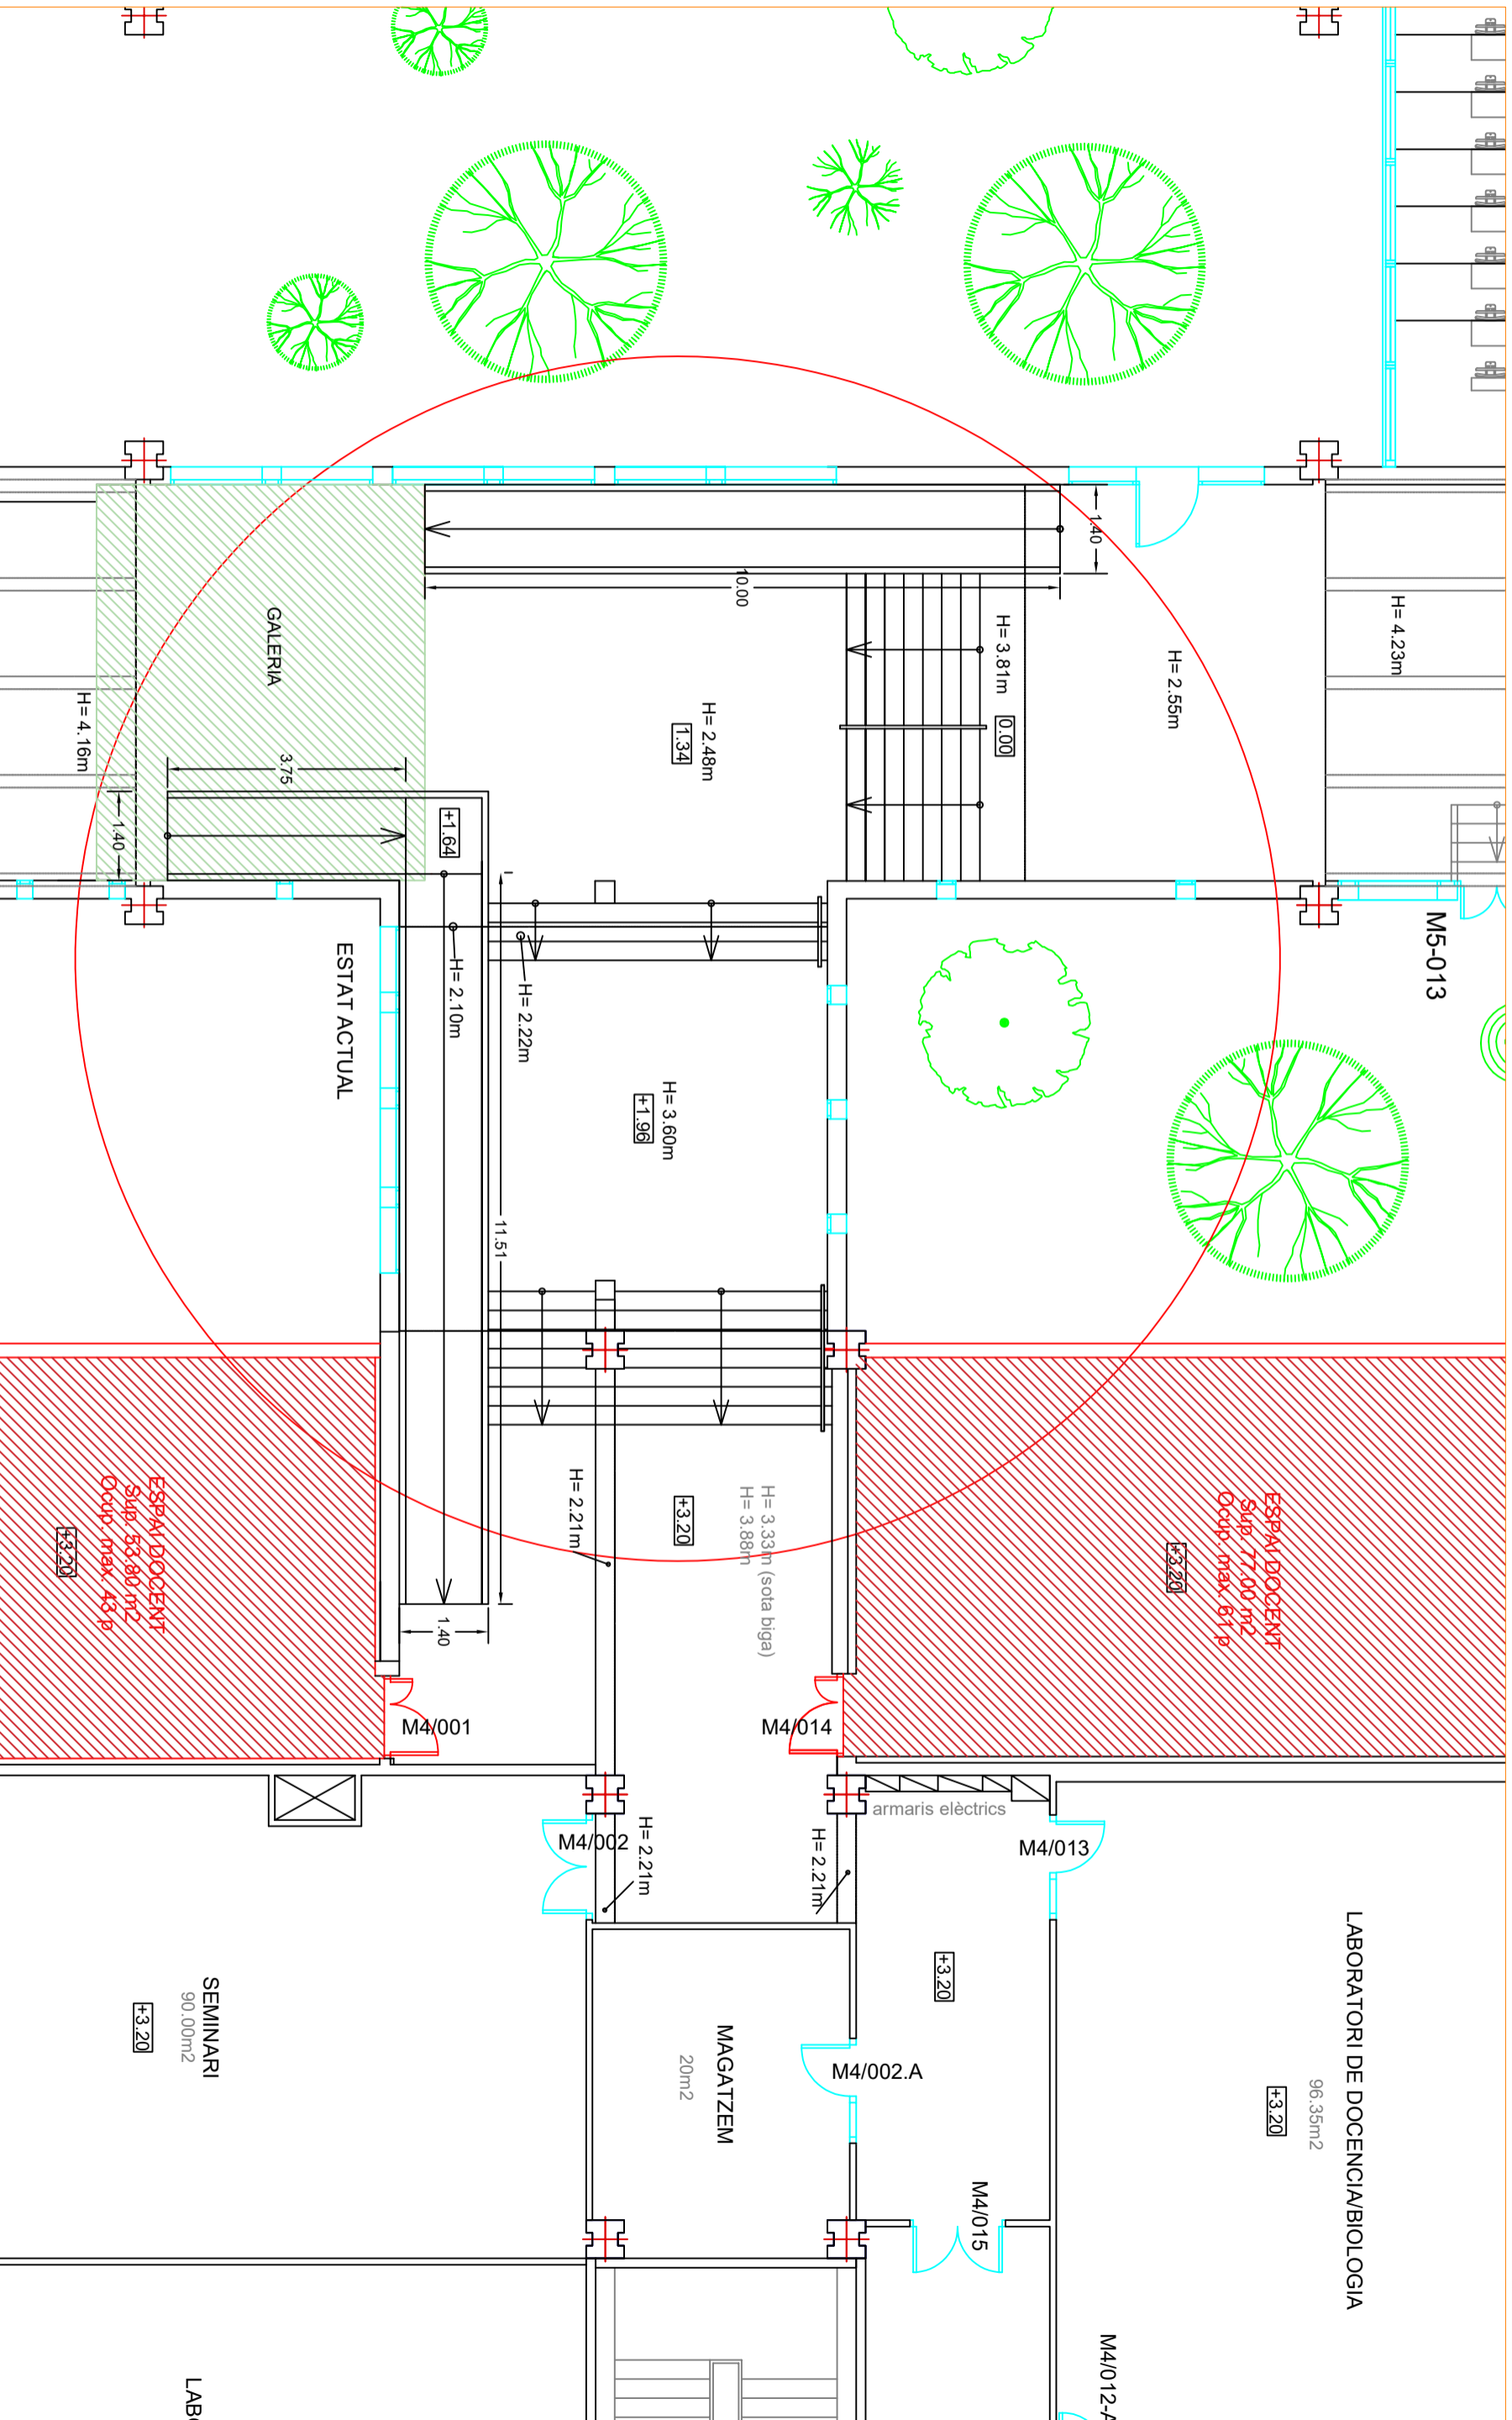 1.40
10.00
H= 3.81m
0.00
H= 2.55m
H= 4.23m
GALERIA
H= 4.16m
H= 2.48m
1.34
3.75
1.40
+1.64
M5-013
ESTAT ACTUAL
H= 2.10m
H= 2.22m
H= 3.60m
+1.96
11.51
ESPAI DOCENT
Sup. 53.80 m2
Ocup. max. 43 p
+3.20
H= 2.21m
+3.20
H= 3.33m (sota biga)
H= 3.88m
ESPAI DOCENT
Sup. 77.00 m2
Ocup. max. 61 p
+3.20
1.40
M4/001
M4/014
armaris elèctrics
M4/002
H= 2.21m
H= 2.21m
M4/013
SEMINARI
90.00m2
+3.20
MAGATZEM
20m2
M4/002.A
+3.20
LABORATORI DE DOCENCIA/BIOLOGIA
96.35m2
+3.20
M4/015
M4/012-A